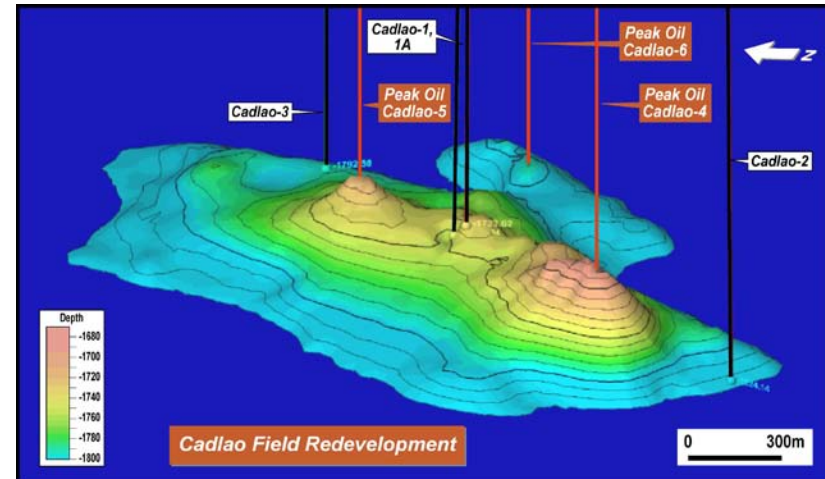 Cadlao-1,
1A
Peak Oil
Cadlao-6
N
Cadlao-3
Peak Oil
Cadlao-5
Peak Oil
Cadlao-4
Cadlao-2
Depth
-1680
-1700
-1720
-1740
-1760
-1780
-1800
Cadlao Field Redevelopment
0 300m